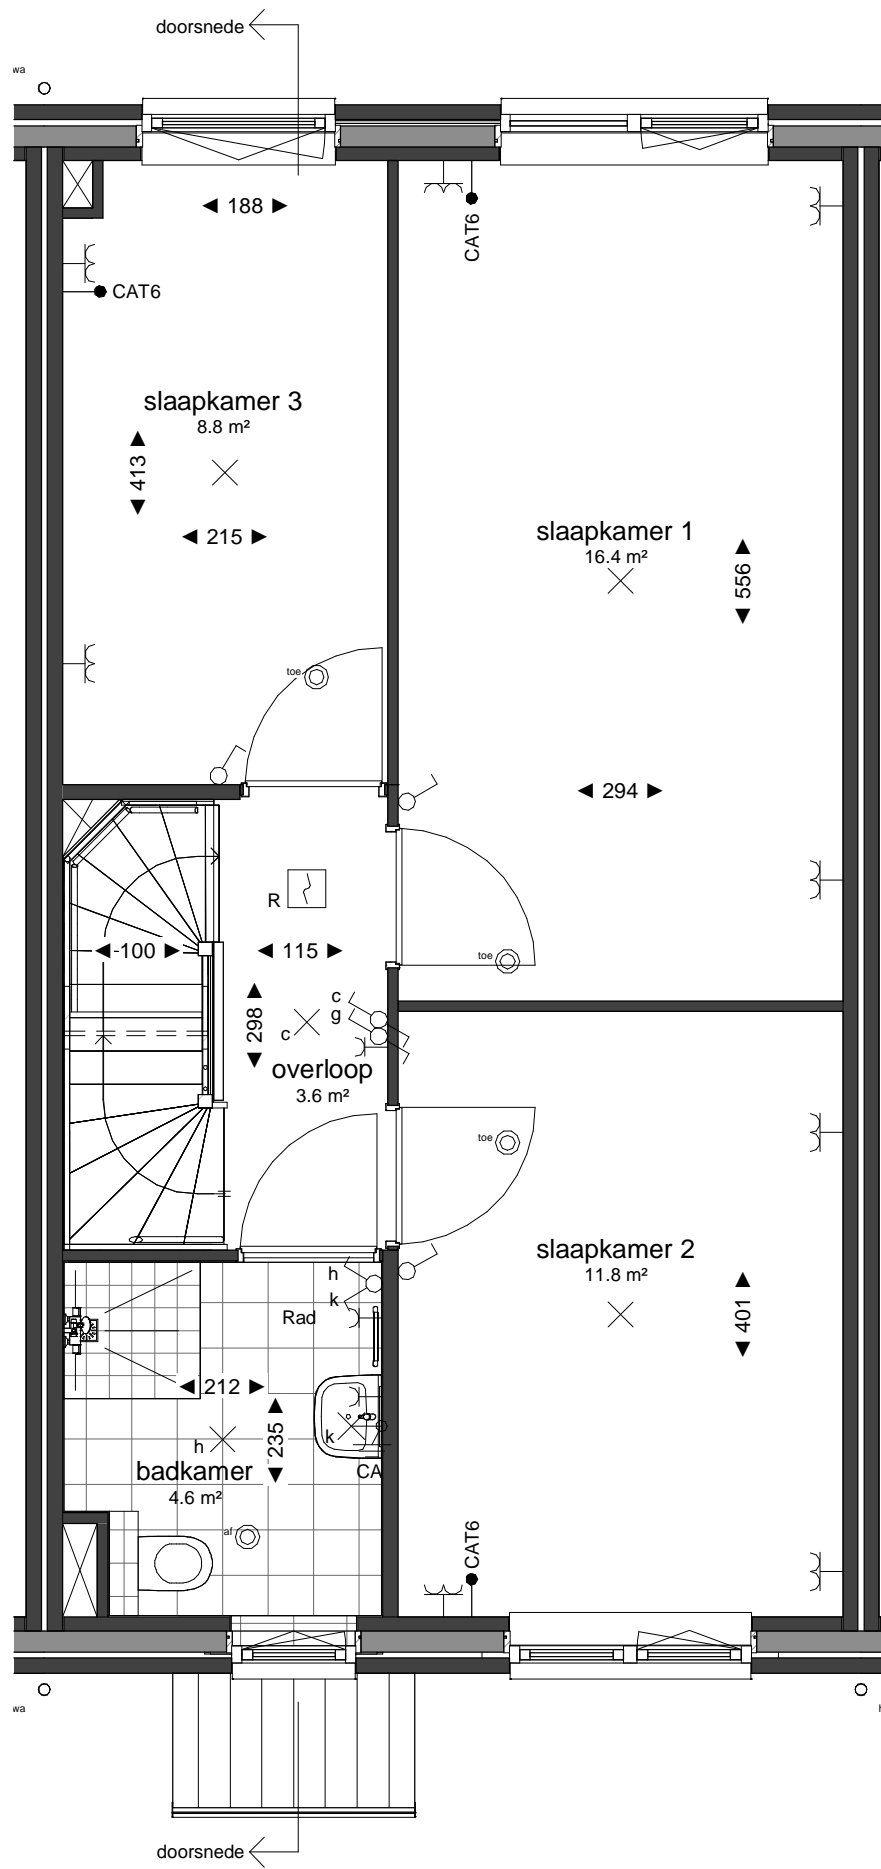 doorsnede
wa
188
CAT6
CAT6
slaapkamer 3
8.8 m²
413
215
slaapkamer 1
16.4 m²
556
toe
294
R
100
115
toe
298
c
g
c
overloop
3.6 m²
toe
slaapkamer 2
11.8 m²
401
h
k
Rad
212
235
h
k
badkamer
4.6 m²
CA
af
CAT6
wa
h
doorsnede